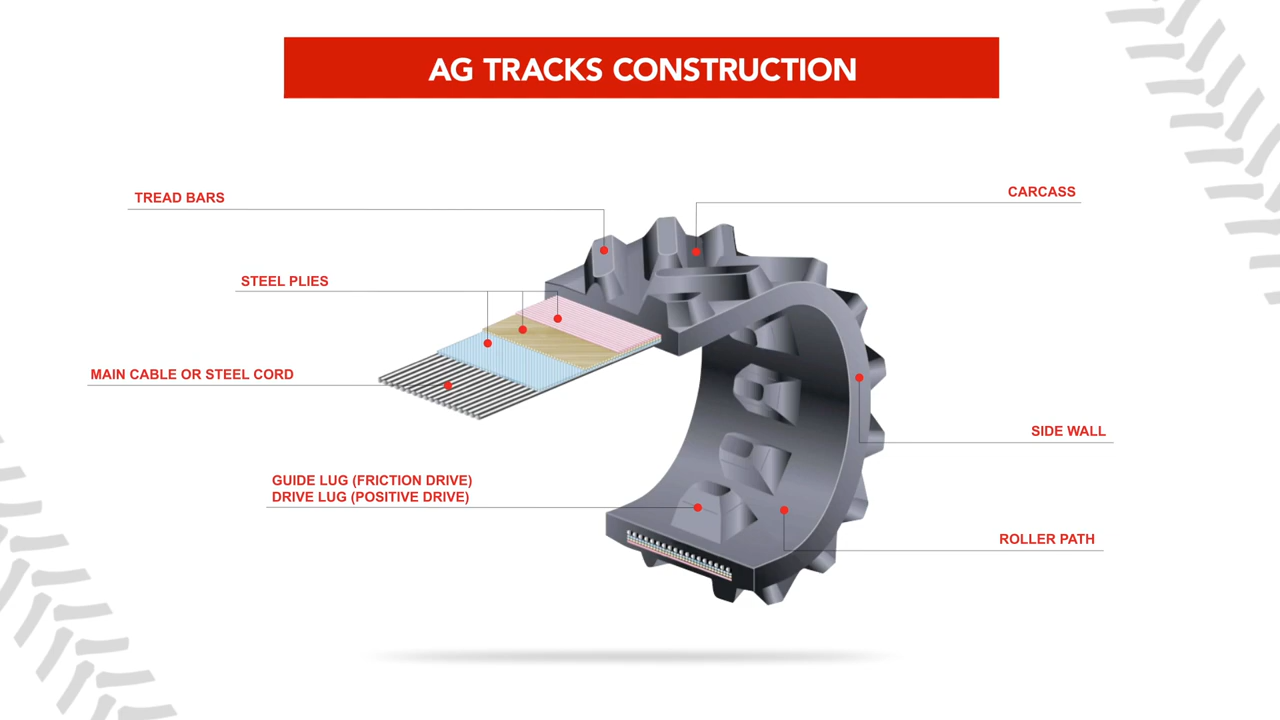 AG TRACKS CONSTRUCTION
TREAD BARS
CARCASS
STEEL PLIES
MAIN CABLE OR STEEL CORD
SIDE WALL
GUIDE LUG (FRICTION DRIVE)
DRIVE LUG (POSITIVE DRIVE)
ROLLER PATH